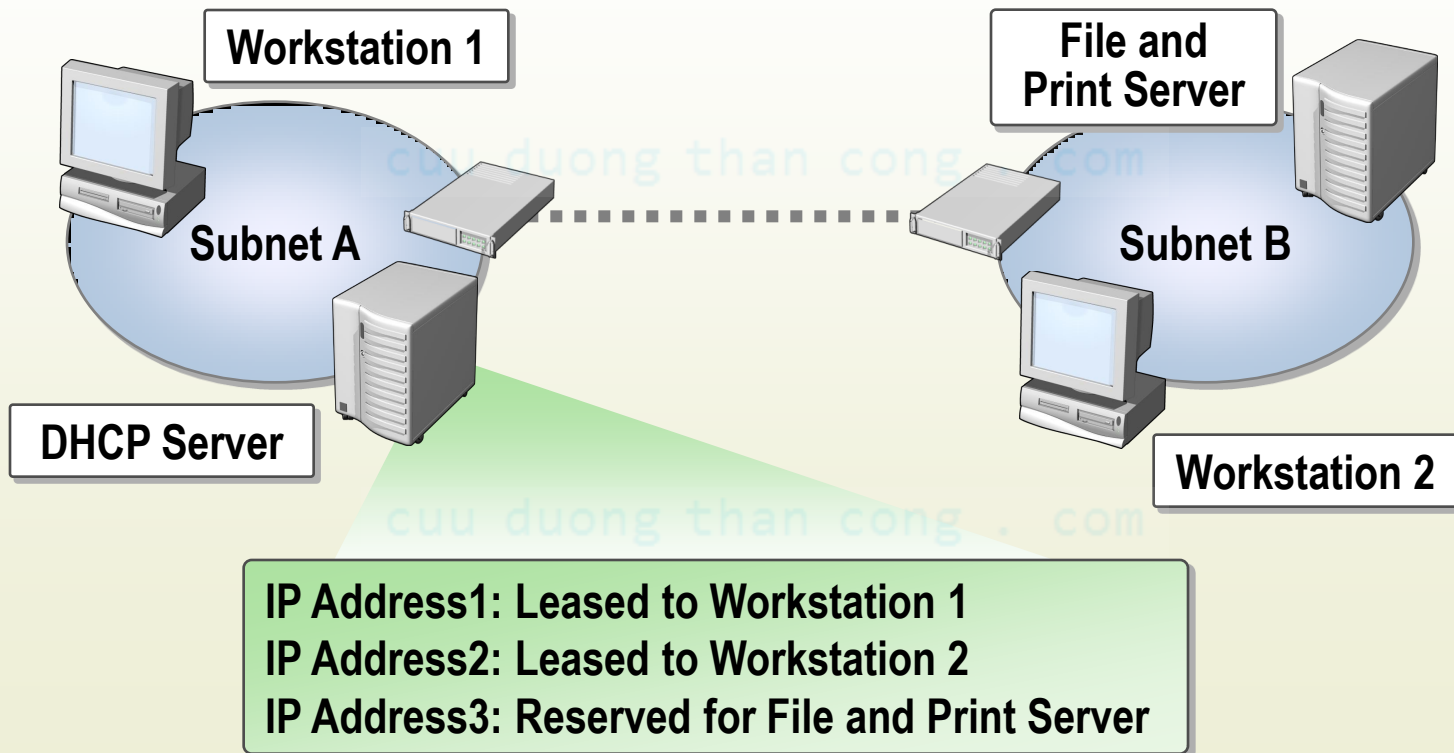 Workstation 1
File and
Print Server
cuu duong than cong . com
Subnet A
Subnet B
DHCP Server
Workstation 2
cuu duong than cong . com
IP Address1: Leased to Workstation 1
IP Address2: Leased to Workstation 2
IP Address3: Reserved for File and Print Server